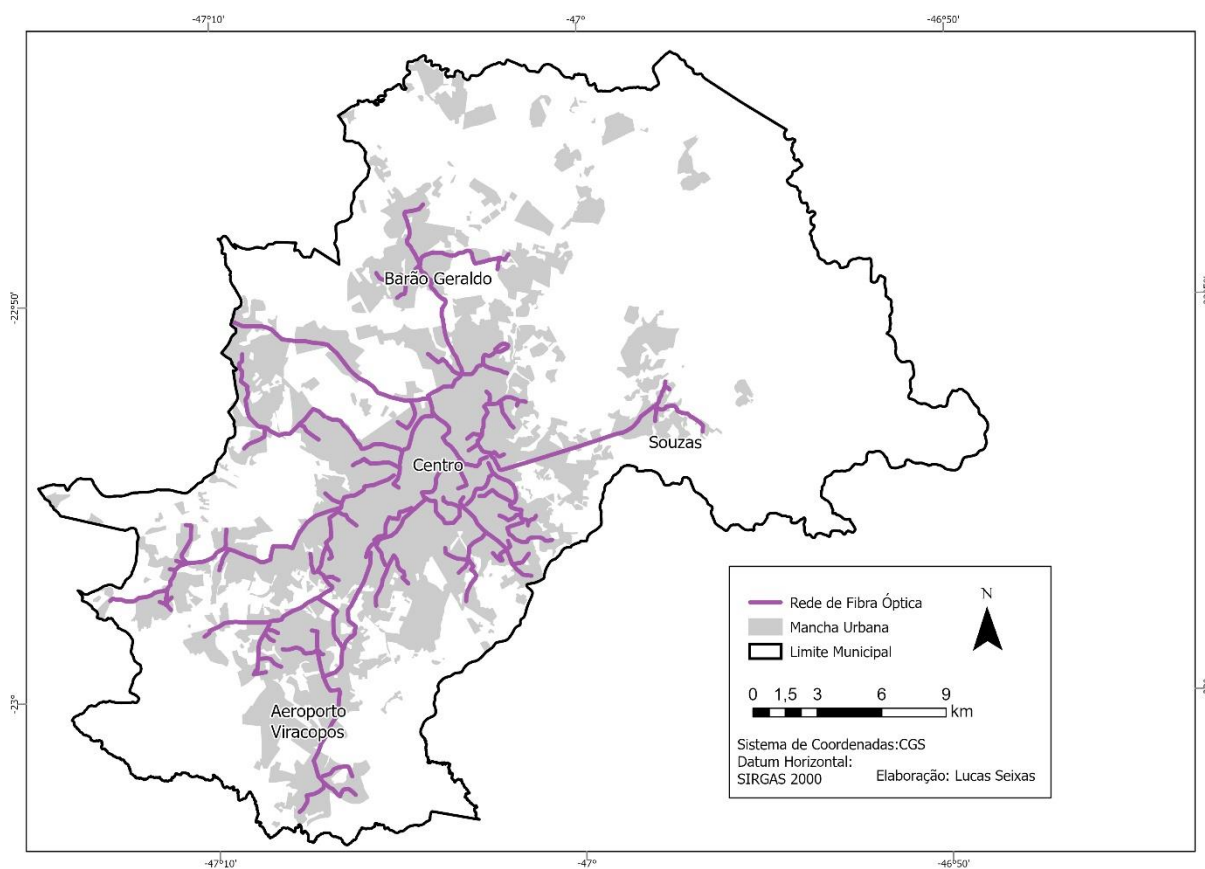 -47°10'
-47°
-46°50'
Barão Geraldo
-22°50'
Souzas
Centro
Rede de Fibra Óptica
Mancha Urbana
Limite Municipal
N
0 1,5 3 6 9
km
Sistema de Coordenadas:CGS
Datum Horizontal:
SIRGAS 2000
Elaboração: Lucas Seixas
-23°
Aeroporto
Viracopos
-47°10'
-47°
-46°50'